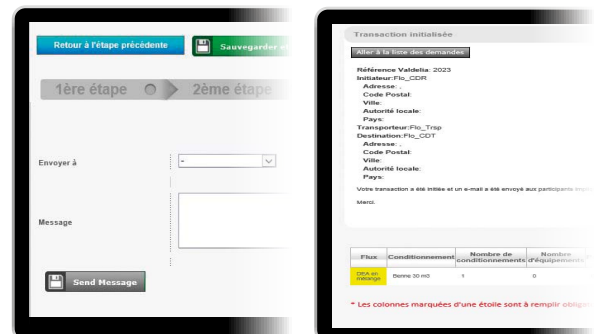 Retour à l'étape précédente
Sauvegarder et
1ère étape
2ème étape
Envoyer à
-
Message
Send Message
Transaction initialisée
Aller à la liste des demandes
Référence Valdelia: 2023
Initiateur:Flo_CDR
Adresse: ,
Code Postal:
Ville:
Autorité locale:
Pays:
Transporteur:Flo_Trsp
Destination:Flo_CDT
Adresse: ,
Code Postal:
Ville:
Autorité locale:
Pays:
Votre transaction a été initiée et un e-mail a été envoyé aux participants
Merci.
Flux Conditionnement Nombre de conditionnements Nombre d'équipements
DEA en mélange Benne 30 m3 1 0
* Les colonnes marquées d'une étoile sont à remplir